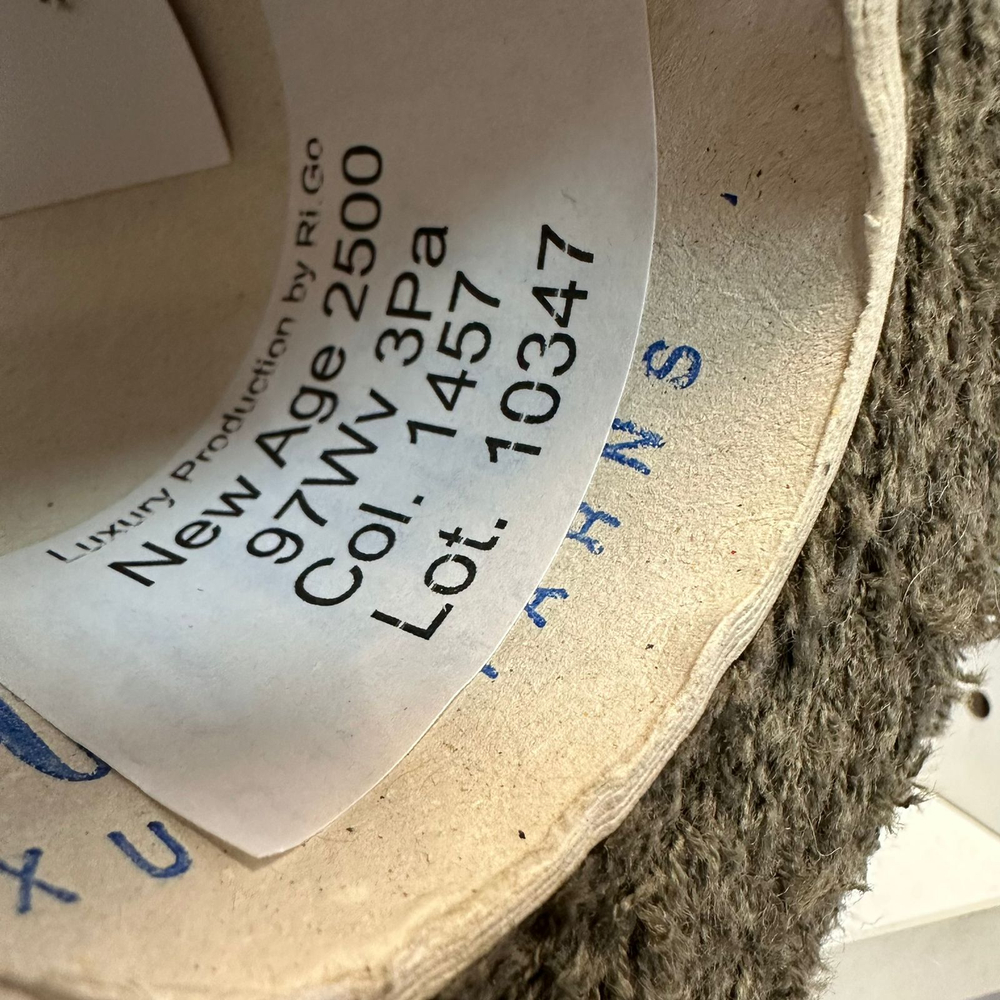 Luxury Production by Ri.Go
New Age 2500
97Wv 3Pa
Col. 1457
Lot. 10347